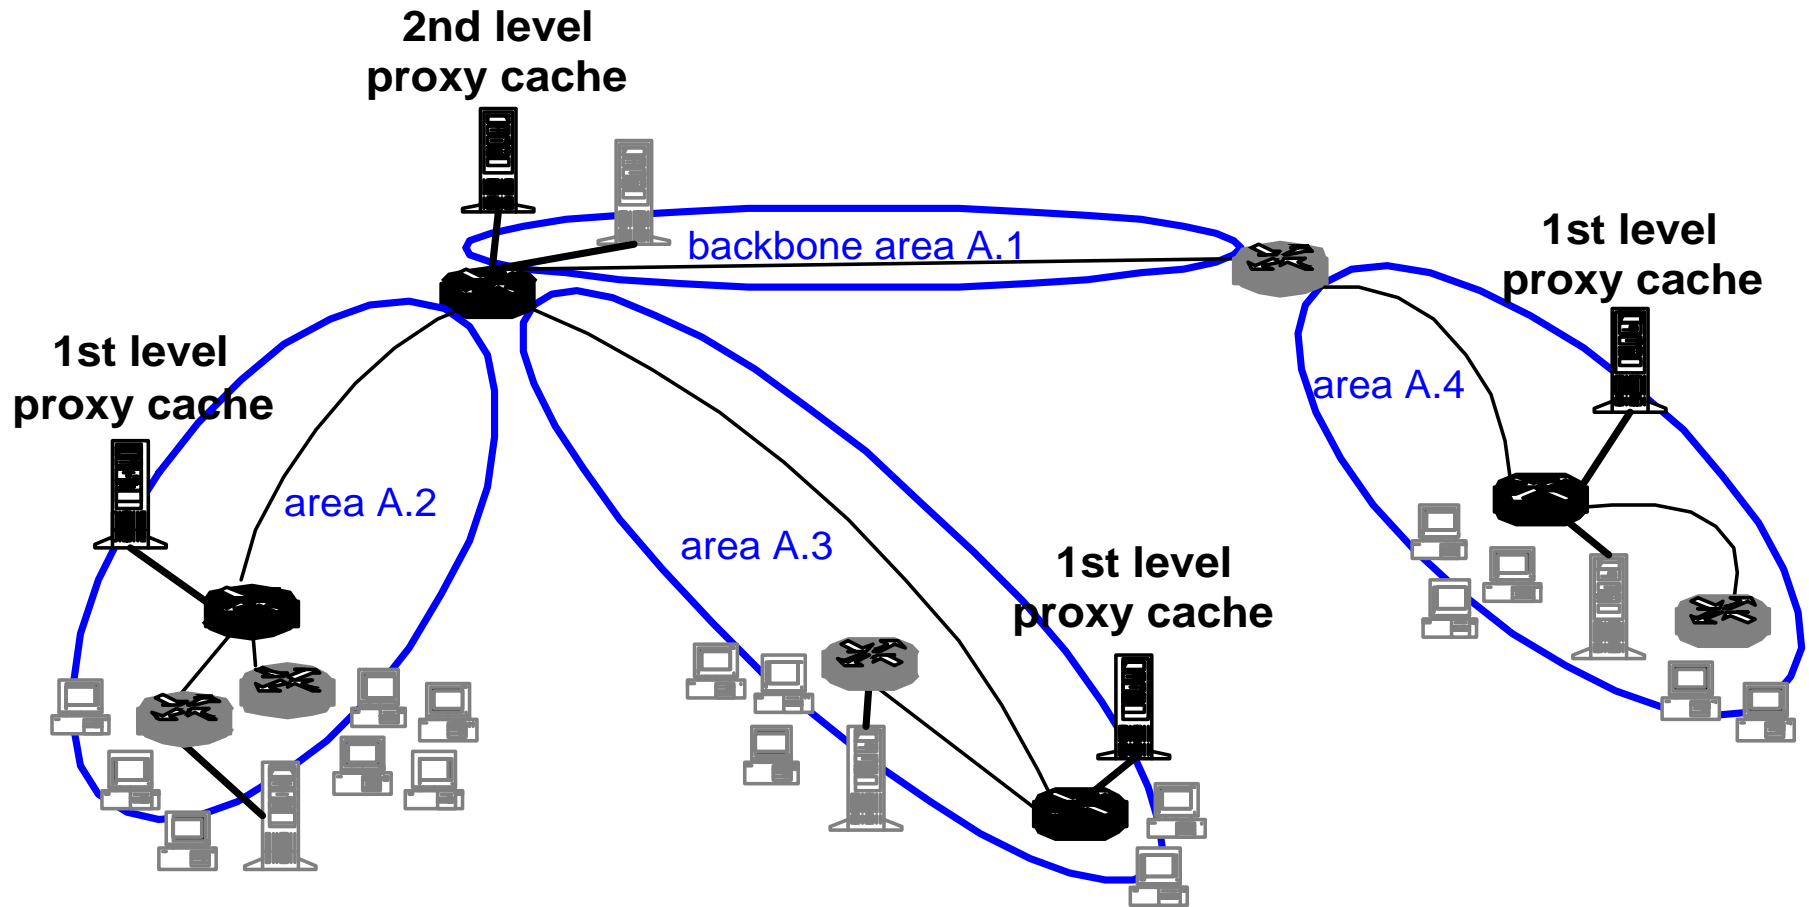 2nd level
proxy cache
backbone area A.1
1st level
proxy cache
1st level
proxy cache
area A.4
area A.2
area A.3
1st level
proxy cache